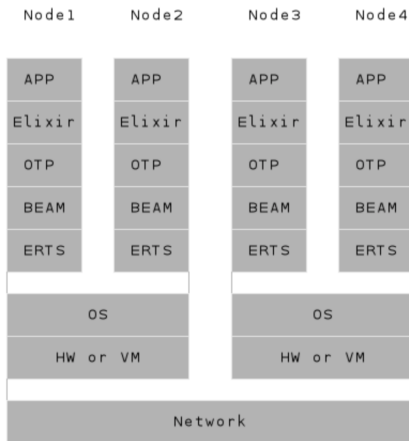 Node1 Node2 Node3 Node4
APP APP APP APP
Elixir Elixir Elixir Elixir
OTP OTP OTP OTP
BEAM BEAM BEAM BEAM
ERTS ERTS ERTS ERTS
OS OS
HW or VM HW or VM
Network